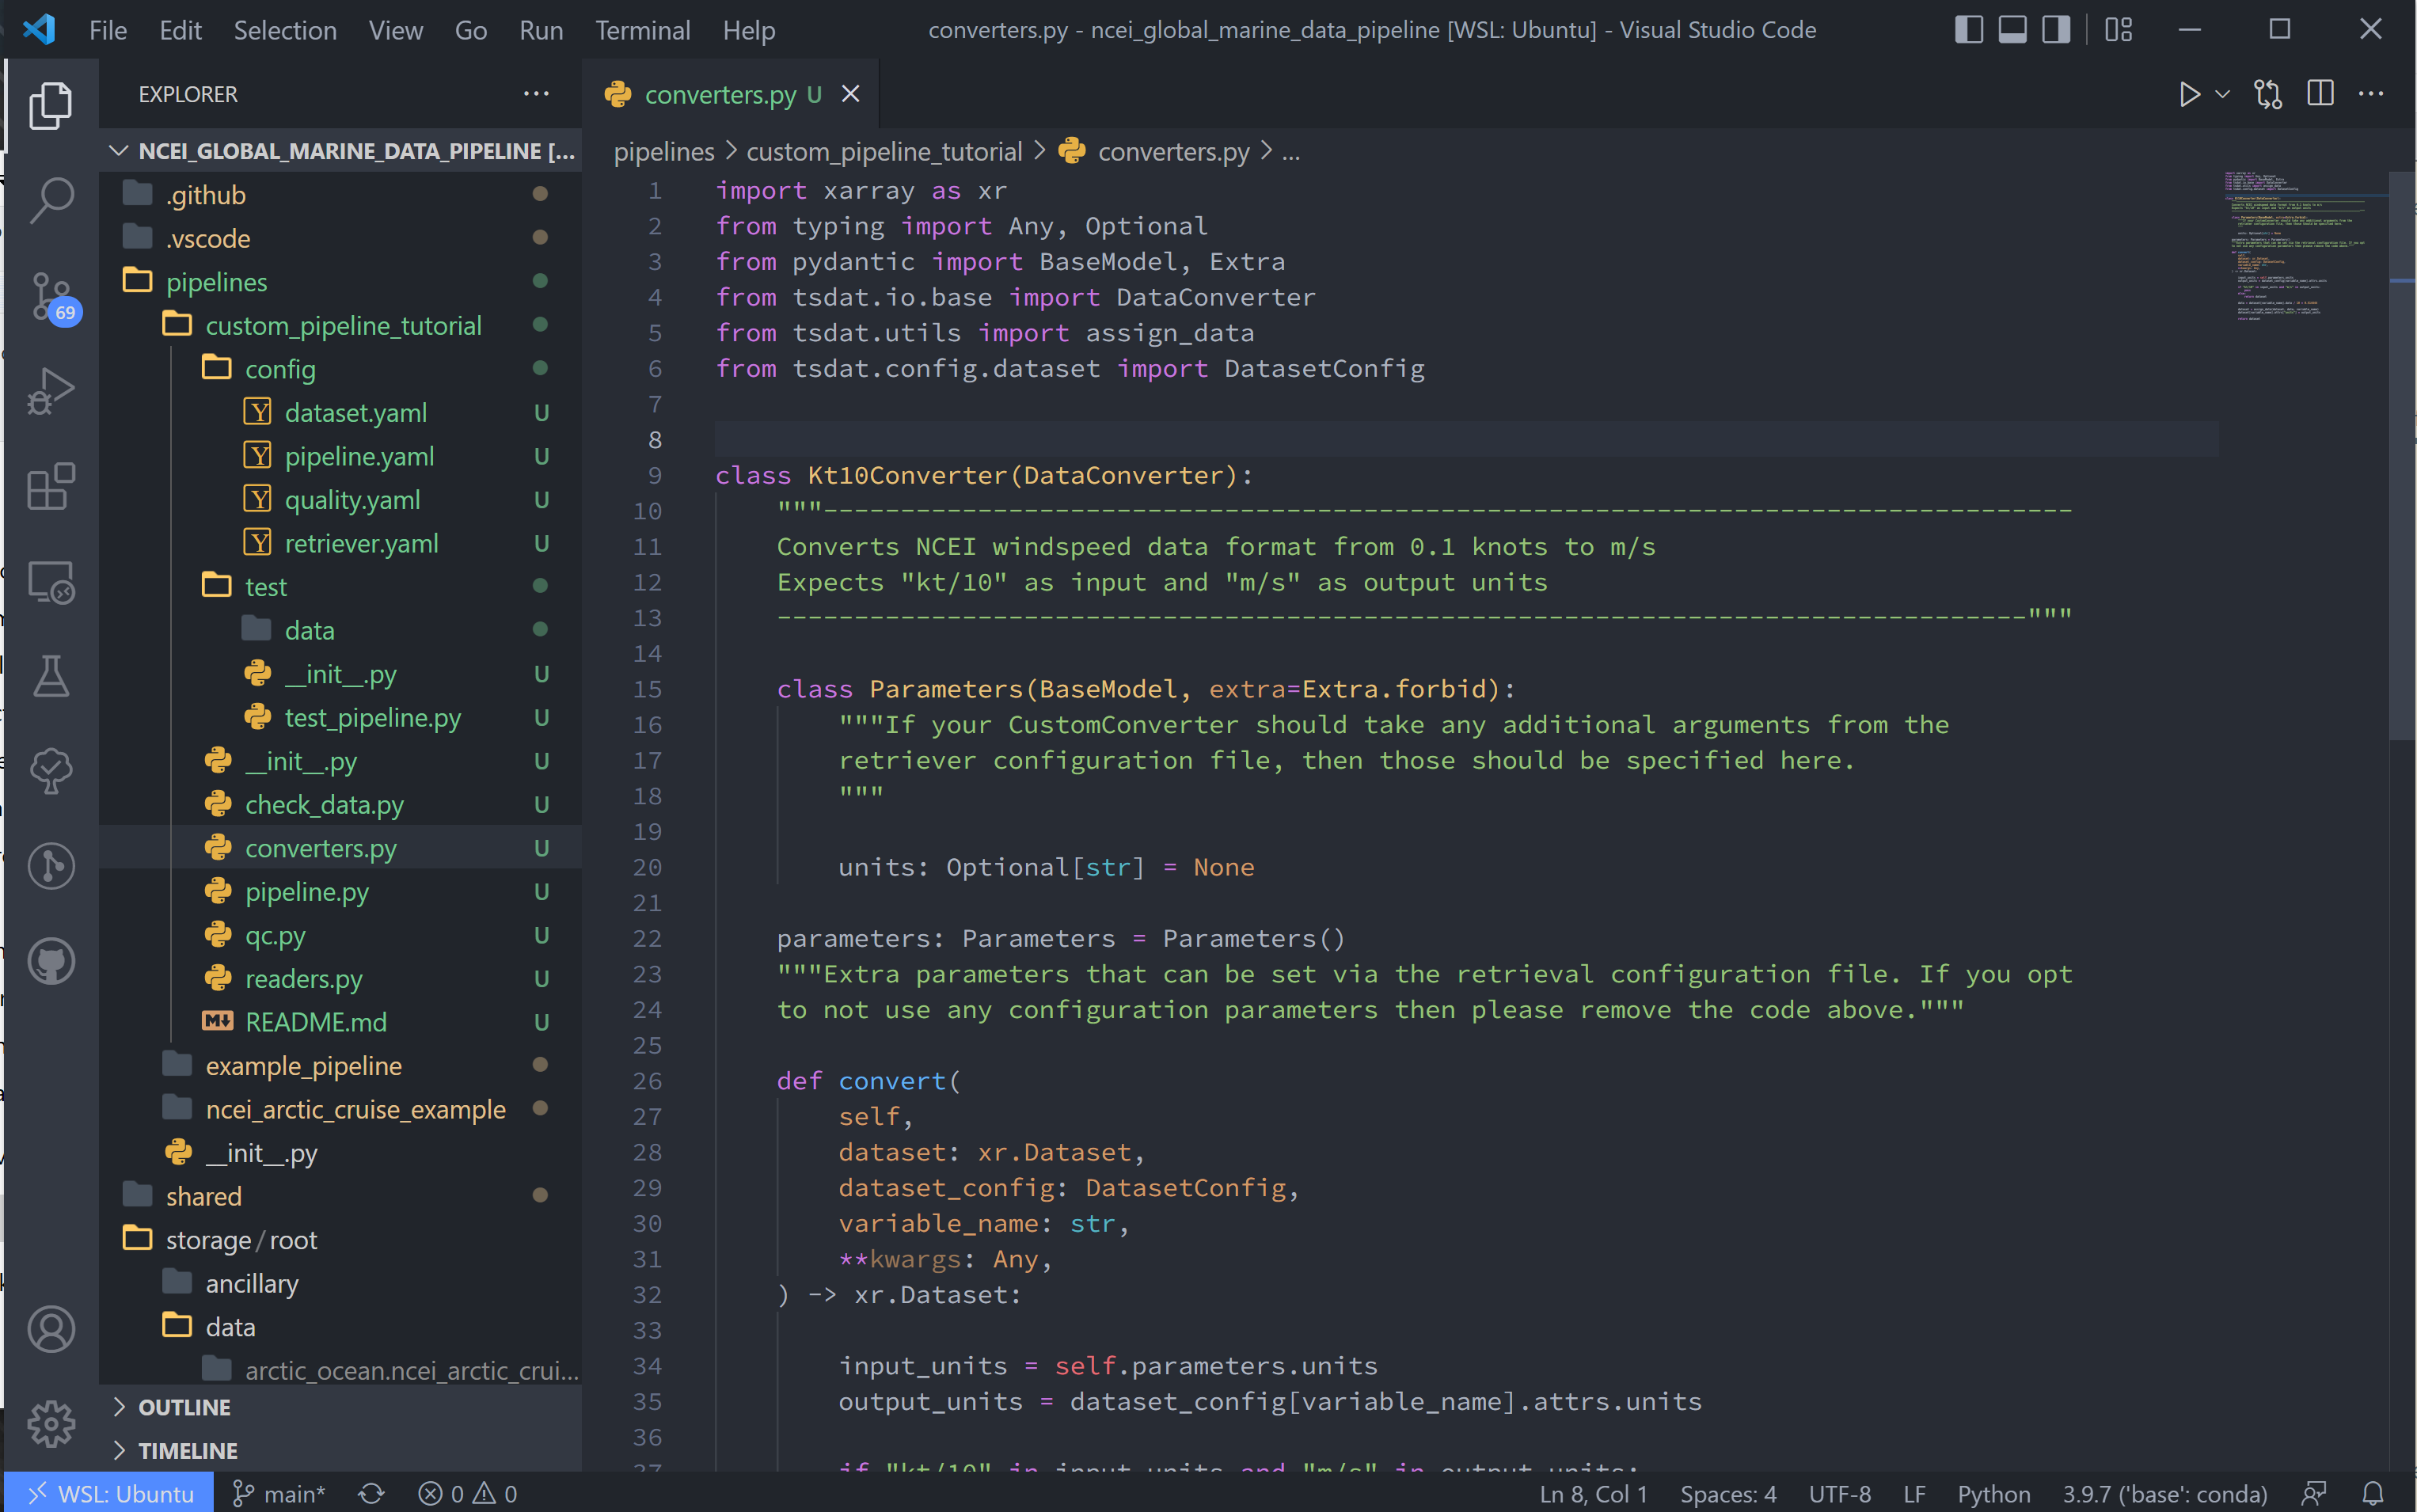 File Edit Selection View Go Run Terminal Help
converters.py - ncei_global_marine_data_pipeline [WSL: Ubuntu] - Visual Studio Code
EXPLORER
NCEI_GLOBAL_MARINE_DATA_PIPELINE [...
.github
.vscode
pipelines
custom_pipeline_tutorial
config
dataset.yaml U
pipeline.yaml U
quality.yaml U
retriever.yaml U
test
data
__init__.py U
test_pipeline.py U
__init__.py U
check_data.py U
converters.py U
pipeline.py U
qc.py U
readers.py U
README.md U
example_pipeline
ncei_arctic_cruise_example
__init__.py
shared
storage/root
ancillary
data
arctic_ocean.ncei_arctic_crui...
OUTLINE
TIMELINE
69
converters.py U
pipelines > custom_pipeline_tutorial > converters.py > ...
1 import xarray as xr
2 from typing import Any, Optional
3 from pydantic import BaseModel, Extra
4 from tsdat.io.base import DataConverter
5 from tsdat.utils import assign_data
6 from tsdat.config.dataset import DatasetConfig
7
8
9 class Kt10Converter(DataConverter):
10     """---------------------------------------------------------------------------------
11     Converts NCEI windspeed data format from 0.1 knots to m/s
12     Expects "kt/10" as input and "m/s" as output units
13     ---------------------------------------------------------------------------------"""
14
15     class Parameters(BaseModel, extra=Extra.forbid):
16         """If your CustomConverter should take any additional arguments from the
17         retriever configuration file, then those should be specified here.
18         """
19
20         units: Optional[str] = None
21
22     parameters: Parameters = Parameters()
23     """Extra parameters that can be set via the retrieval configuration file. If you opt
24     to not use any configuration parameters then please remove the code above."""
25
26     def convert(
27         self,
28         dataset: xr.Dataset,
29         dataset_config: DatasetConfig,
30         variable_name: str,
31         **kwargs: Any,
32     ) -> xr.Dataset:
33
34         input_units = self.parameters.units
35         output_units = dataset_config[variable_name].attrs.units
36
37         if "kt/10" in input_units and "m/s" in output_units:
WSL: Ubuntu main* 0 0 Ln 8, Col 1 Spaces: 4 UTF-8 LF Python 3.9.7 ('base': conda)